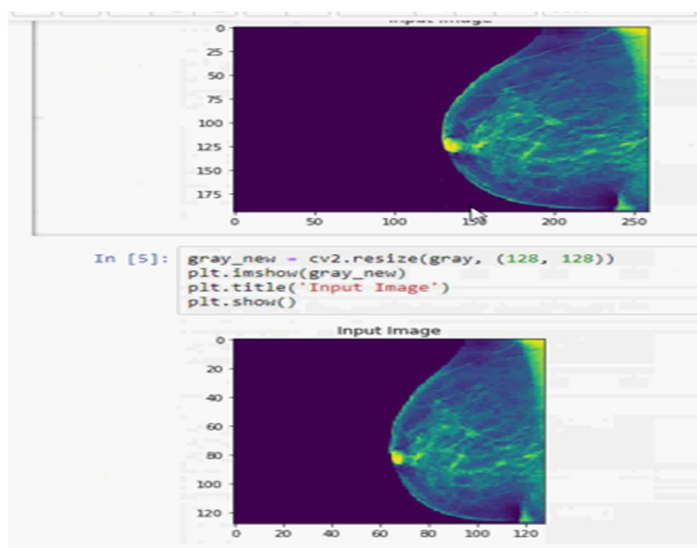 Input Image
0
25
50
75
100
125
150
175
0 50 100 150 200 250
In [5]: gray_new = cv2.resize(gray, (128, 128))
plt.imshow(gray_new)
plt.title('Input Image')
plt.show()
Input Image
0
20
40
60
80
100
120
0 20 40 60 80 100 120